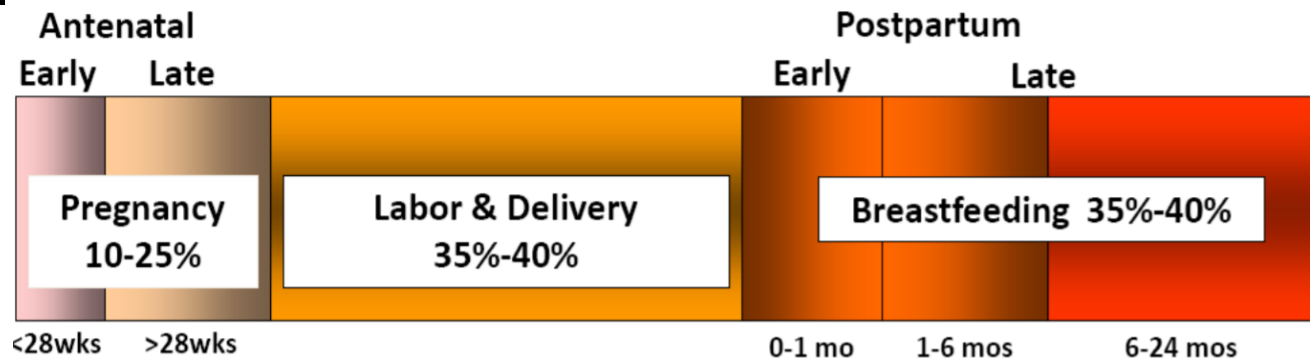 Antenatal
Postpartum
Early
Late
Early
Late
Pregnancy
10-25%
Labor & Delivery
35%-40%
Breastfeeding 35%-40%
<28wks
>28wks
0-1 mo
1-6 mos
6-24 mos